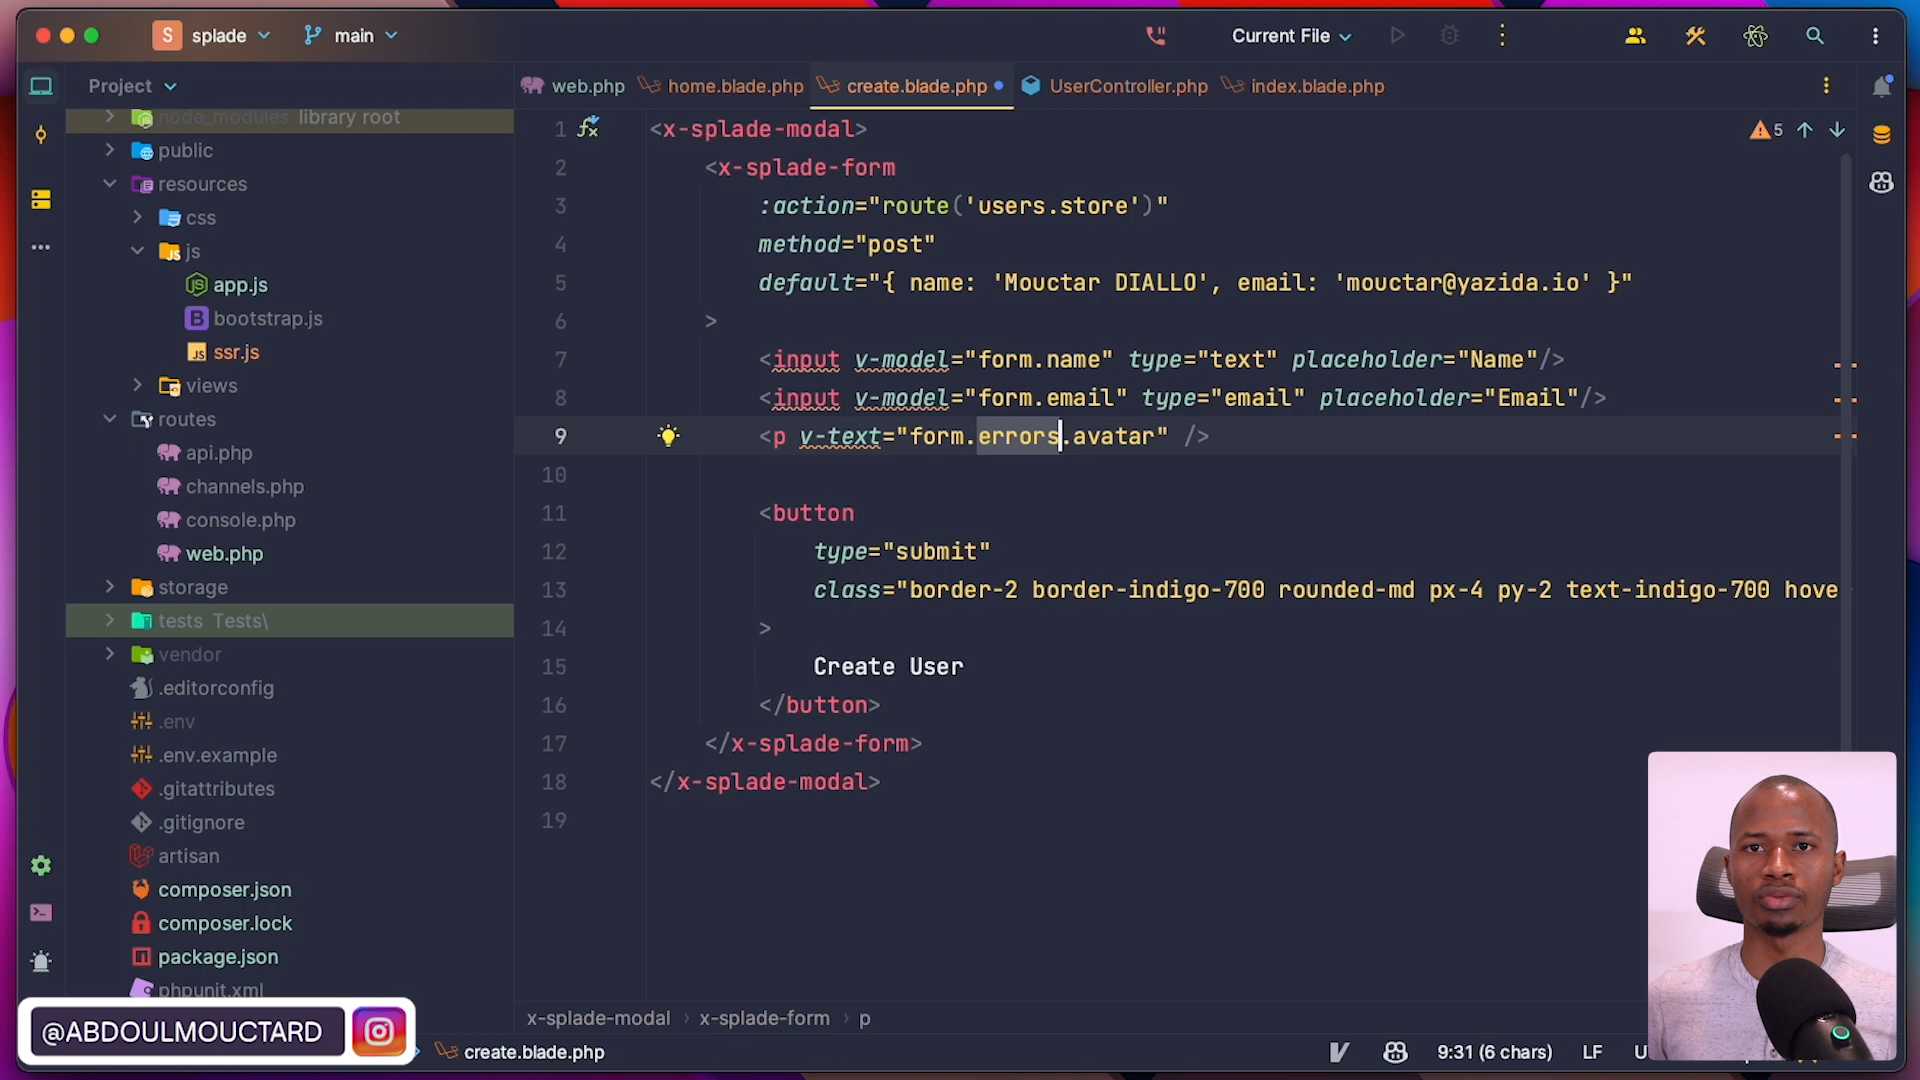 S splade main Current File
Project
web.php home.blade.php create.blade.php UserController.php index.blade.php
node_modules library root
public
resources
css
js
app.js
bootstrap.js
ssr.js
views
routes
api.php
channels.php
console.php
web.php
storage
tests Tests\
vendor
.editorconfig
.env
.env.example
.gitattributes
.gitignore
artisan
composer.json
composer.lock
package.json
phpunit.xml
5
1 <x-splade-modal>
2 <x-splade-form
3 :action="route('users.store')"
4 method="post"
5 default="{ name: 'Mouctar DIALLO', email: 'mouctar@yazida.io' }"
6 >
7 <input v-model="form.name" type="text" placeholder="Name"/>
8 <input v-model="form.email" type="email" placeholder="Email"/>
9 <p v-text="form.errors.avatar" />
10
11 <button
12 type="submit"
13 class="border-2 border-indigo-700 rounded-md px-4 py-2 text-indigo-700 hove
14 >
15 Create User
16 </button>
17 </x-splade-form>
18 </x-splade-modal>
19
x-splade-modal › x-splade-form › p
@ABDOULMOUCTARD
create.blade.php
9:31 (6 chars) LF